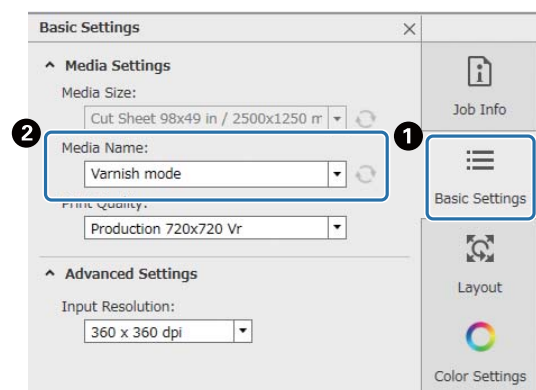 Basic Settings
Media Settings
Media Size:
Cut Sheet 98x49 in / 2500x1250 m
2
Media Name:
Varnish mode
Print Quality:
Production 720x720 Vr
Advanced Settings
Input Resolution:
360 x 360 dpi
Job Info
1
Basic Settings
Layout
Color Settings